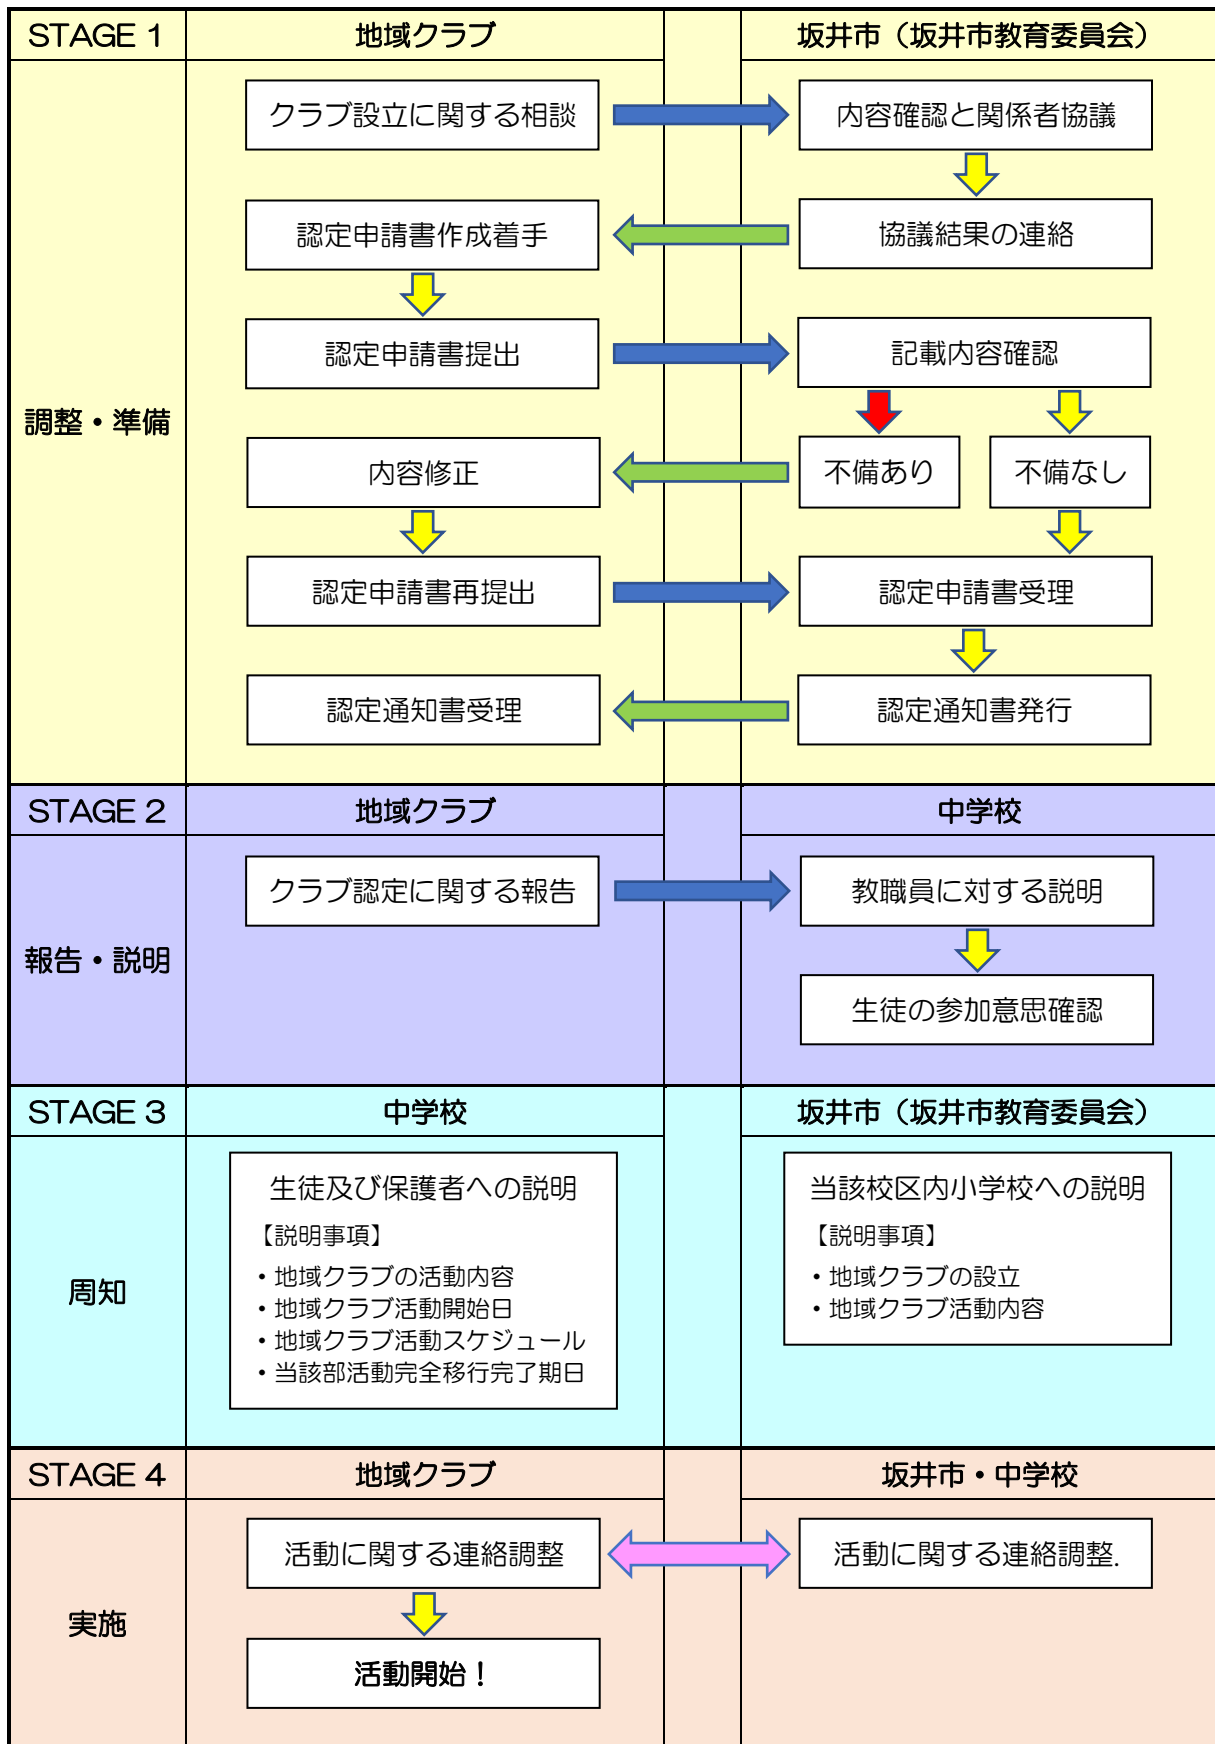 STAGE 1
地域クラブ
坂井市（坂井市教育委員会）
調整・準備
クラブ設立に関する相談
内容確認と関係者協議
認定申請書作成着手
協議結果の連絡
認定申請書提出
記載内容確認
内容修正
不備あり
不備なし
認定申請書再提出
認定申請書受理
認定通知書受理
認定通知書発行
STAGE 2
地域クラブ
中学校
報告・説明
クラブ認定に関する報告
教職員に対する説明
生徒の参加意思確認
STAGE 3
中学校
坂井市（坂井市教育委員会）
周知
生徒及び保護者への説明
【説明事項】
・地域クラブの活動内容
・地域クラブ活動開始日
・地域クラブ活動スケジュール
・当該部活動完全移行完了期日
当該校区内小学校への説明
【説明事項】
・地域クラブの設立
・地域クラブ活動内容
STAGE 4
地域クラブ
坂井市・中学校
実施
活動に関する連絡調整
活動に関する連絡調整.
活動開始！